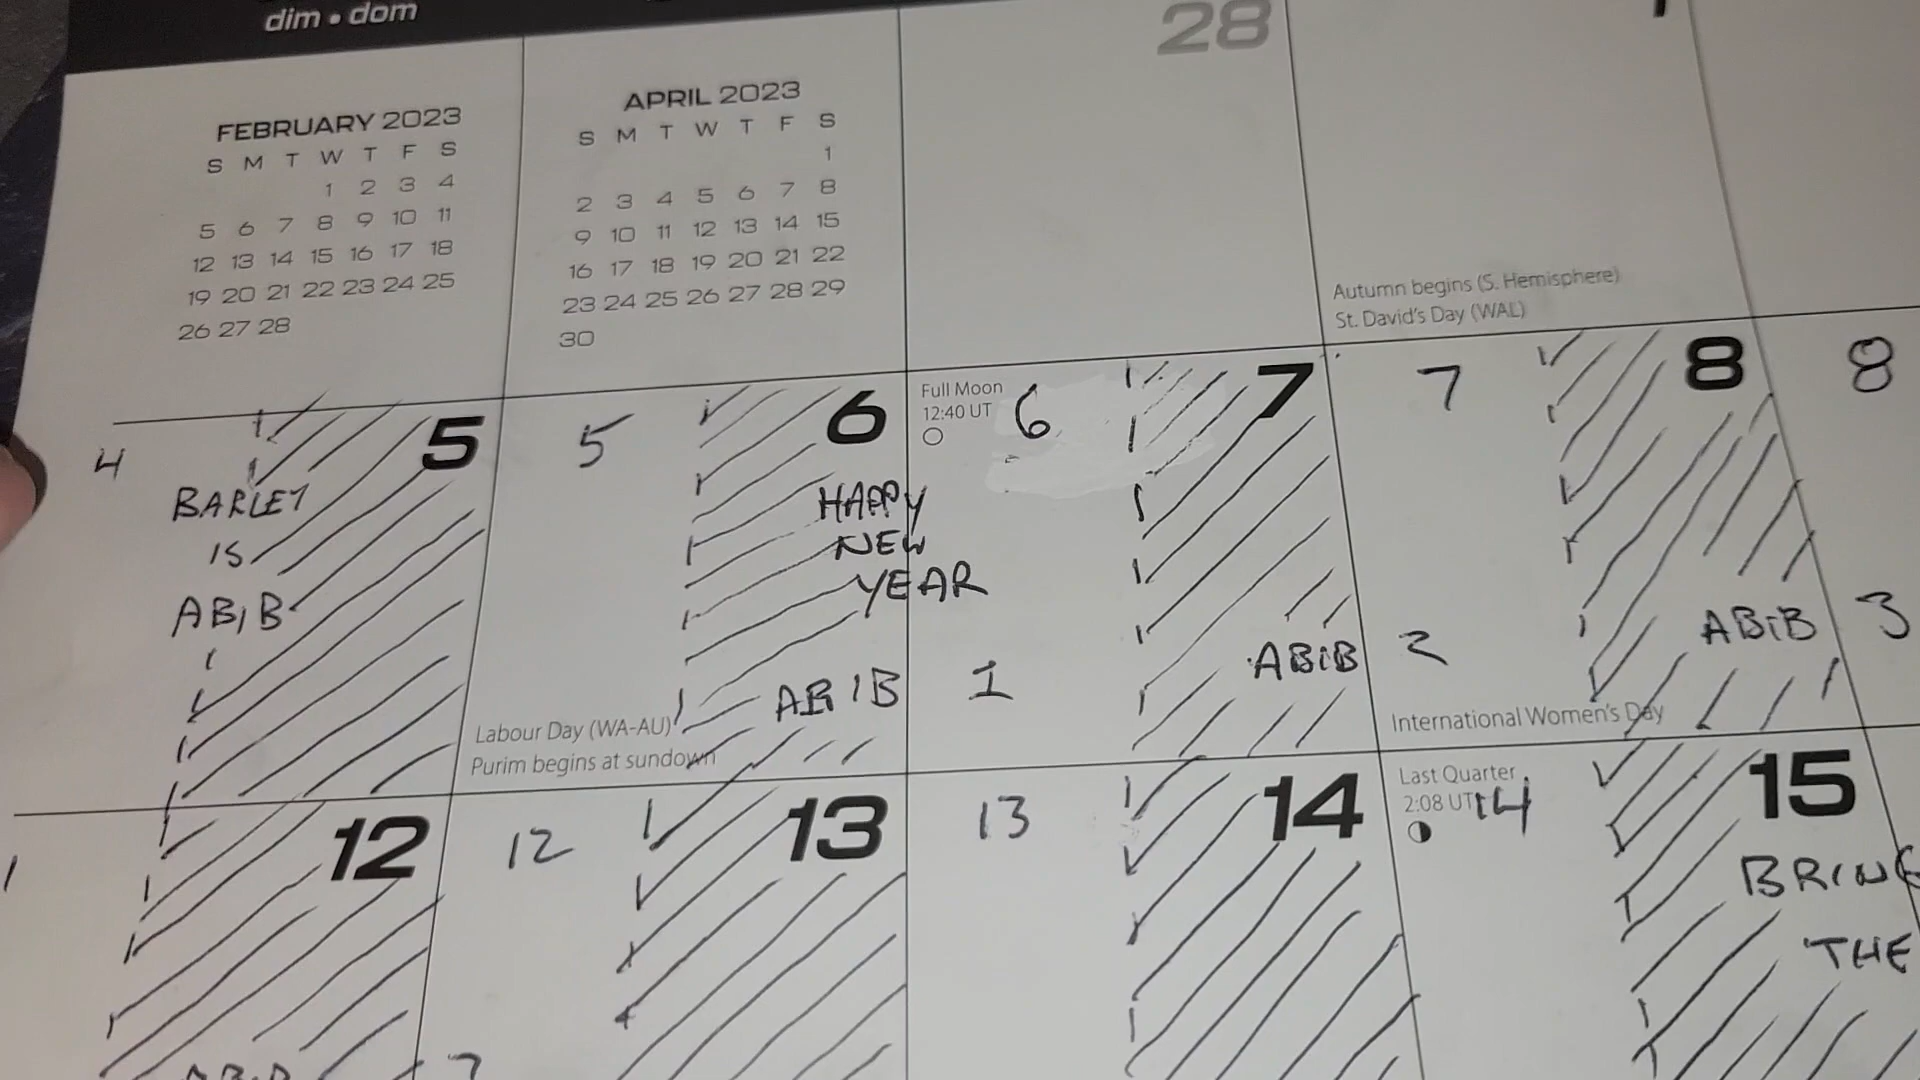 dim • dom
28
FEBRUARY 2023
S M T W T F S
1 2 3 4
5 6 7 8 9 10 11
12 13 14 15 16 17 18
19 20 21 22 23 24 25
26 27 28
APRIL 2023
S M T W T F S
1
2 3 4 5 6 7 8
9 10 11 12 13 14 15
16 17 18 19 20 21 22
23 24 25 26 27 28 29
30
Autumn begins (S. Hemisphere)
St. David's Day (WAL)
4 5 5 6
Full Moon
12:40 UT
6 7 7 8 8
BARLEY
IS
ABIB
HAPPY
NEW
YEAR
ABIB 1
ABIB 2
ABIB 3
Labour Day (WA-AU)
Purim begins at sundown
International Women's Day
12 12 13 13 14
Last Quarter
2:08 UT
14 15
BRING
THE